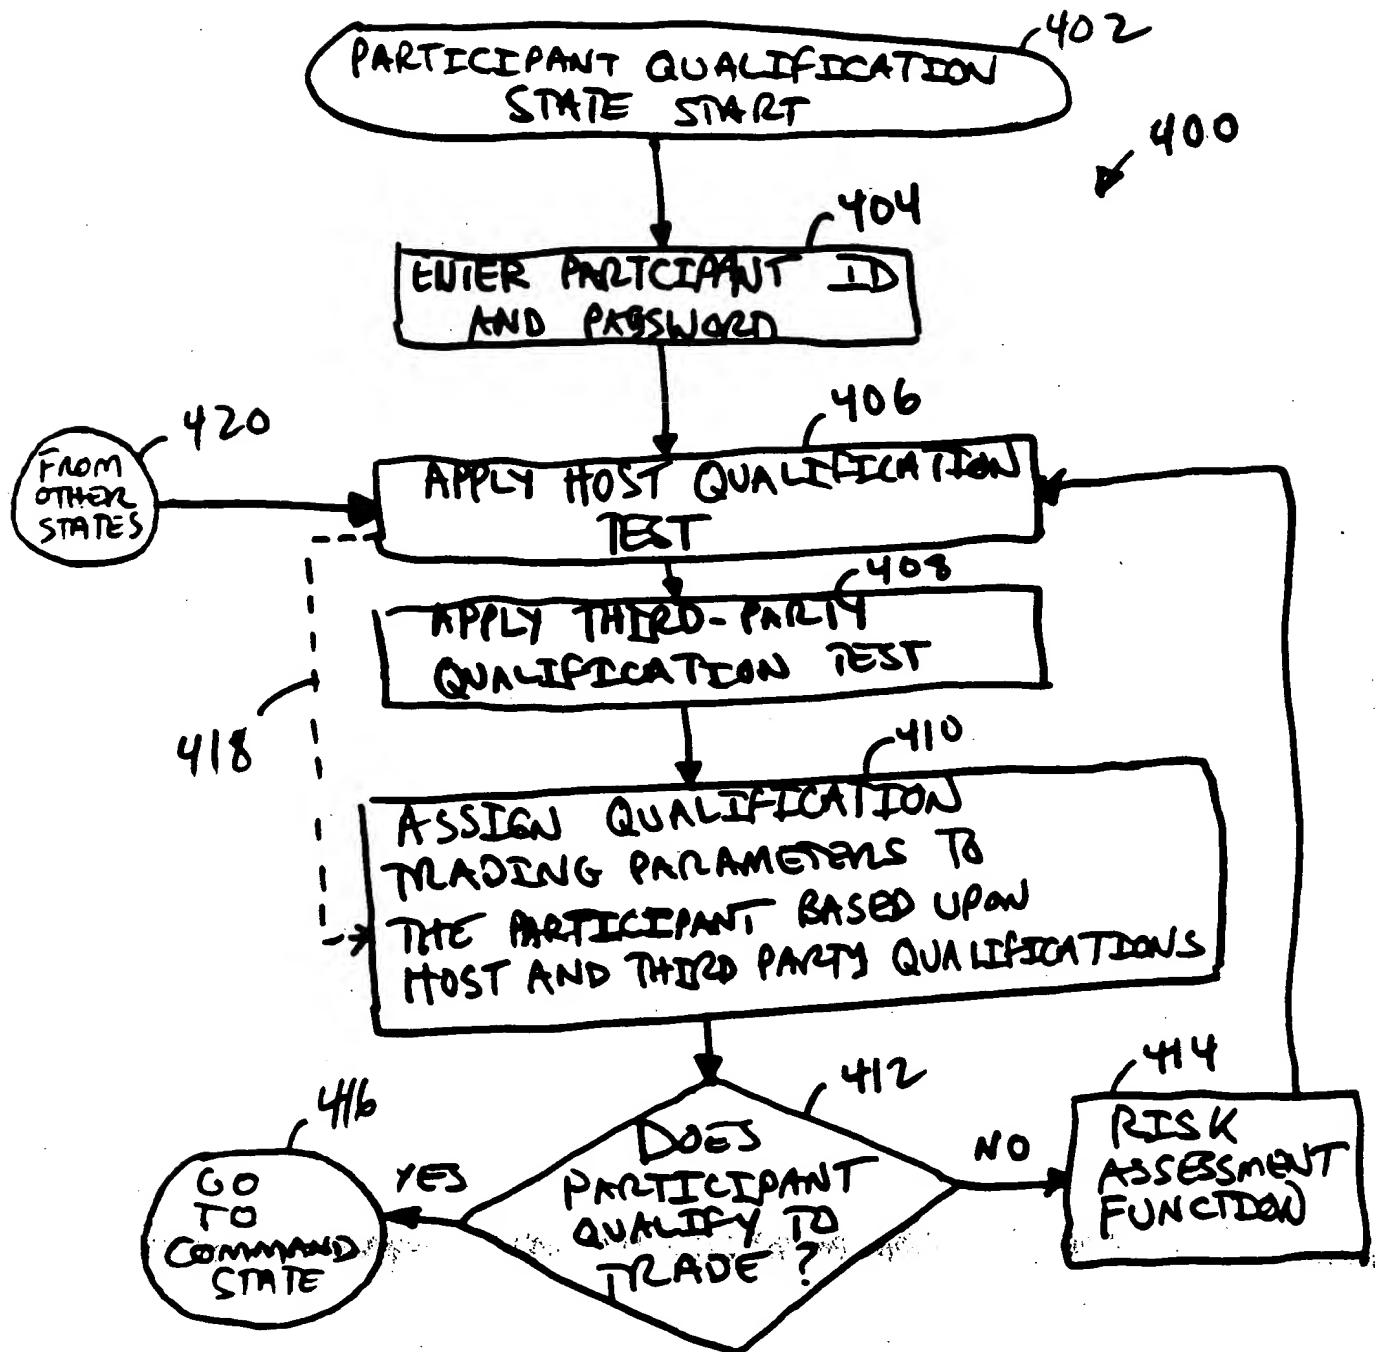 402
PARTICIPANT QUALIFICATION
STATE START
400
404
ENTER PARTCIPANT ID
AND PASSWORD
406
420
FROM
OTHER
STATES
APPLY HOST QUALIFICATION
TEST
408
APPLY THIRD-PARTY
QUALIFICATION TEST
418
410
ASSIGN QUALIFICATION
TRADING PARAMETERS TO
THE PARTICIPANT BASED UPON
HOST AND THIRD PARTY QUALIFICATIONS
412
414
416
GO
TO
COMMAND
STATE
YES
DOES
PARTICIPANT
QUALIFY TO
TRADE?
NO
RISK
ASSESSMENT
FUNCTION